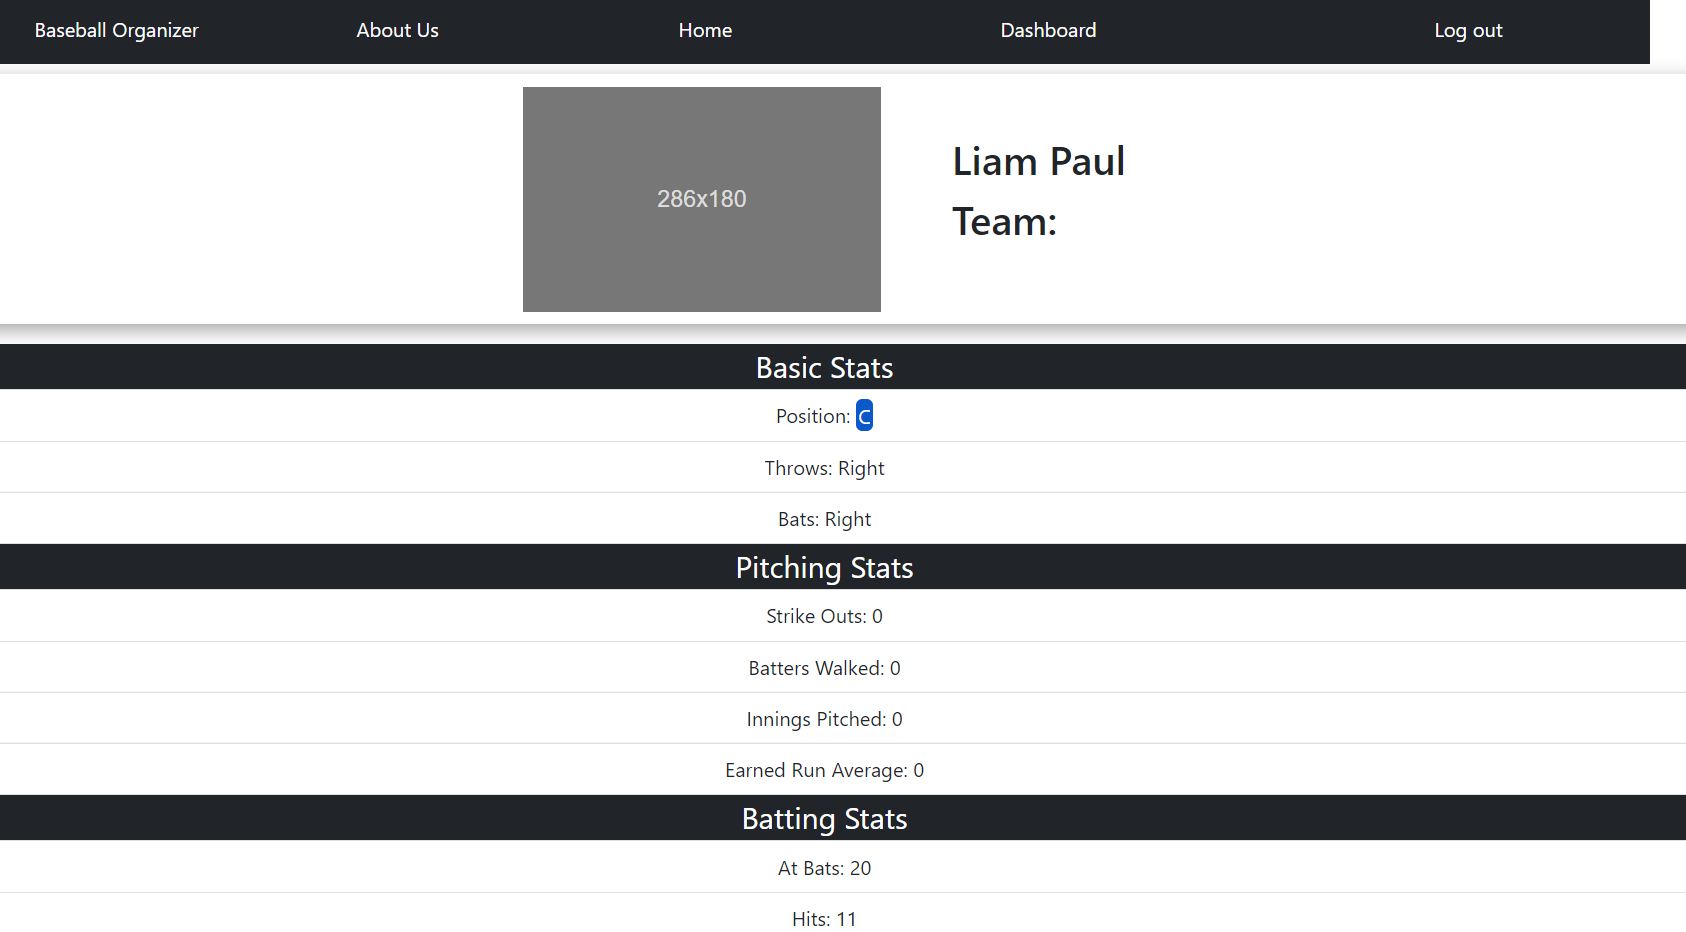 Baseball Organizer About Us Home Dashboard Log out
286x180
Liam Paul
Team:
Basic Stats
Position: C
Throws: Right
Bats: Right
Pitching Stats
Strike Outs: 0
Batters Walked: 0
Innings Pitched: 0
Earned Run Average: 0
Batting Stats
At Bats: 20
Hits: 11